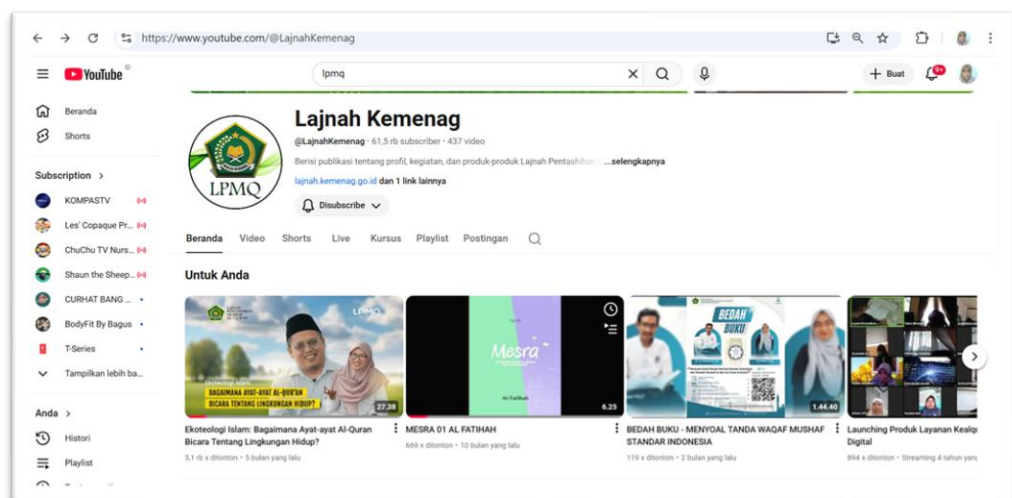 https://www.youtube.com/@LajnahKemenag
YouTube ID
lpmq
Buat
9+
Beranda
Shorts
Subscription
KOMPASTV
Les' Copaque Pr...
ChuChu TV Nurs...
Shaun the Sheep...
CURHAT BANG ...
BodyFit By Bagus
T-Series
Tampilkan lebih ba...
Anda
Histori
Playlist
LPMQ
Lajnah Kemenag
@LajnahKemenag · 61,5 rb subscriber · 437 video
Berisi publikasi tentang profil, kegiatan, dan produk-produk Lajnah Pentashihan ...selengkapnya
lajnah.kemenag.go.id dan 1 link lainnya
Disubscribe
Beranda Video Shorts Live Kursus Playlist Postingan
Untuk Anda
LPMQ
Ekoteologi Islam:
BAGAIMANA AYAT-AYAT AL-QUR'AN
BICARA TENTANG LINGKUNGAN HIDUP?
27.38
Ekoteologi Islam: Bagaimana Ayat-ayat Al-Quran
Bicara Tentang Lingkungan Hidup?
3,1 rb x ditonton · 5 bulan yang lalu
Mesra
Al-Fatihah
6.25
MESRA 01 AL FATIHAH
669 x ditonton · 10 bulan yang lalu
BEDAH
BUKU
1.44.40
BEDAH BUKU - MENYOAL TANDA WAQAF MUSHAF
STANDAR INDONESIA
119 x ditonton · 2 bulan yang lalu
Launching Produk Layanan Kealqu
Digital
894 x ditonton · Streaming 4 tahun yang